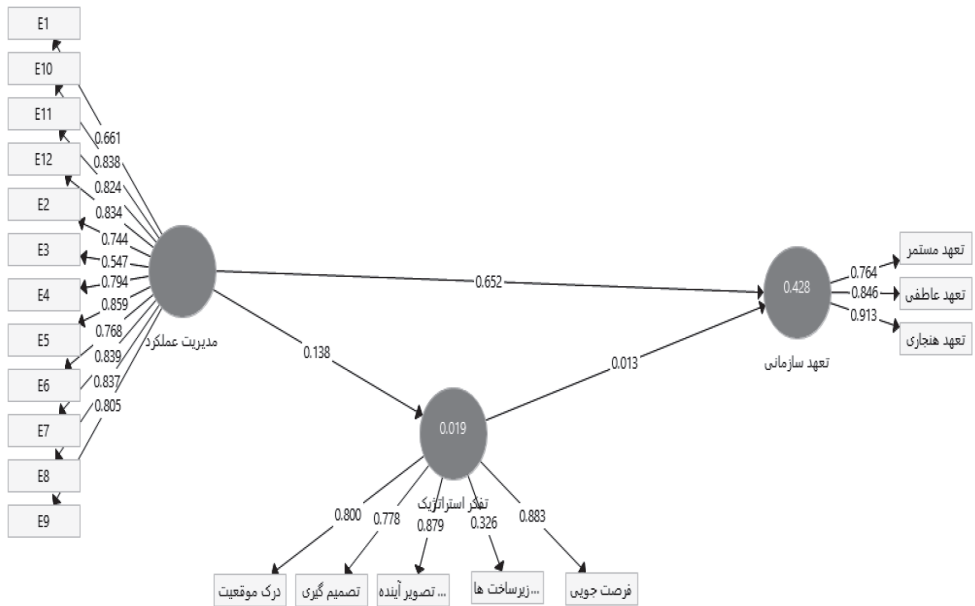 E1
E10
E11
E12
E2
E3
E4
E5
E6
E7
E8
E9
0.661
0.838
0.824
0.834
0.744
0.547
0.794
0.859
0.768
0.839
0.837
0.805
مدیریت عملکرد
0.652
0.138
0.013
0.428
تعهد سازمانی
0.764
0.846
0.913
تعهد مستمر
تعهد عاطفی
تعهد هنجاری
0.019
تفکر استراتژیک
0.800
0.778
0.879
0.326
0.883
درک موقعیت
تصمیم گیری
تصویر آینده ...
زیرساخت ها...
فرصت جویی